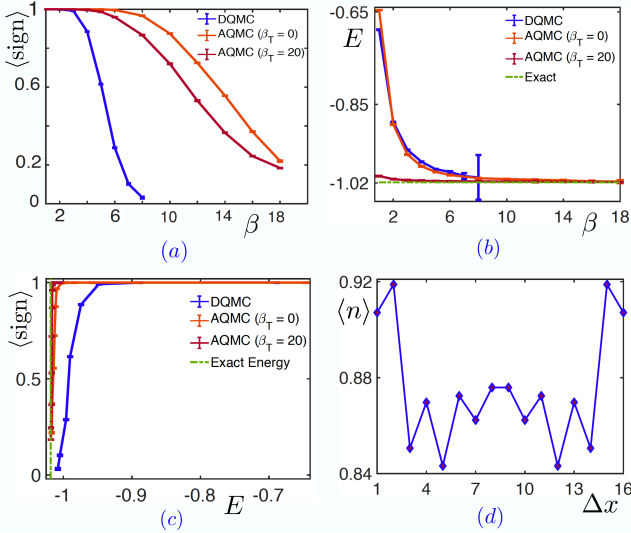 ⟨sign⟩
1
0.6
0.2
0
2
6
10
14
18
β
DQMC
AQMC (β_T = 0)
AQMC (β_T = 20)
(a)
E
-0.65
-0.85
-1.02
2
6
10
14
18
β
DQMC
AQMC (β_T = 0)
AQMC (β_T = 20)
Exact
(b)
⟨sign⟩
1
0.5
0
-1
-0.9
-0.8
-0.7
E
DQMC
AQMC (β_T = 0)
AQMC (β_T = 20)
Exact Energy
(c)
⟨n⟩
0.92
0.88
0.84
1
4
7
10
13
16
Δx
(d)